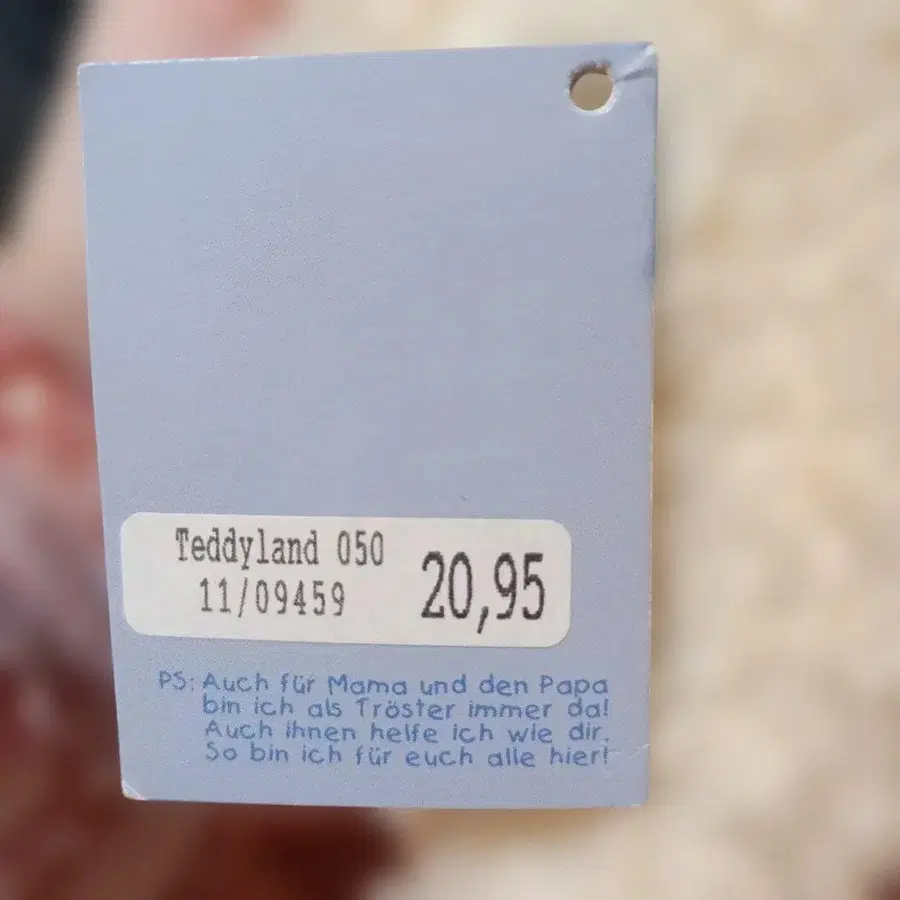 Teddyland 050
11/09459
20,95
PS: Auch für Mama und den Papa
bin ich als Tröster immer da!
Auch ihnen helfe ich wie dir.
So bin ich für euch alle hier!